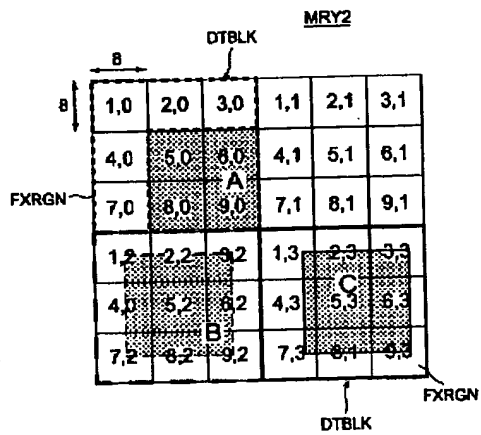 MRY2
DTBLK
8
8
1,0 2,0 3,0 1,1 2,1 3,1
4,0 5,0 6,0 4,1 5,1 6,1
A
FXRGN
7,0 8,0 9,0 7,1 8,1 9,1
1,2 2,2 3,2 1,3 2,3 3,3
C
4,0 5,2 6,2 4,3 5,3 6,3
B
7,2 8,2 9,2 7,3 8,1 9,3
FXRGN
DTBLK